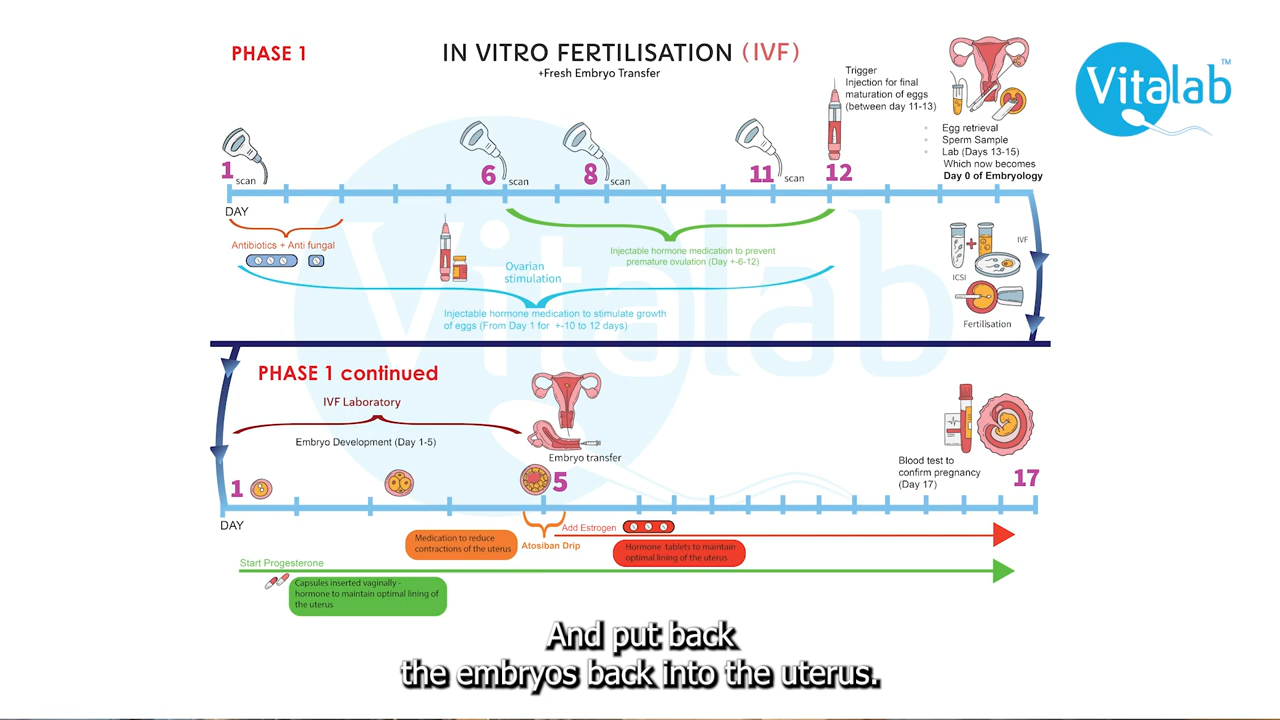 PHASE 1
IN VITRO FERTILISATION (IVF)
+Fresh Embryo Transfer
Vitalab™
Trigger
Injection for final
maturation of eggs
(between day 11-13)
Egg retrieval
Sperm Sample
Lab (Days 13-15)
Which now becomes
Day 0 of Embryology
1 scan
6 scan
8 scan
11 scan
12
DAY
Antibiotics + Anti fungal
Ovarian
stimulation
Injectable hormone medication to prevent
premature ovulation (Day +-6-12)
Injectable hormone medication to stimulate growth
of eggs (From Day 1 for +-10 to 12 days)
IVF
ICSI
Fertilisation
Vitalab
PHASE 1 continued
IVF Laboratory
Embryo Development (Day 1-5)
Embryo transfer
Blood test to
confirm pregnancy
(Day 17)
1
5
17
DAY
Medication to reduce
contractions of the uterus
Atosiban Drip
Add Estrogen
Hormone tablets to maintain
optimal lining of the uterus
Start Progesterone
Capsules inserted vaginally -
hormone to maintain optimal lining of
the uterus
And put back
the embryos back into the uterus.